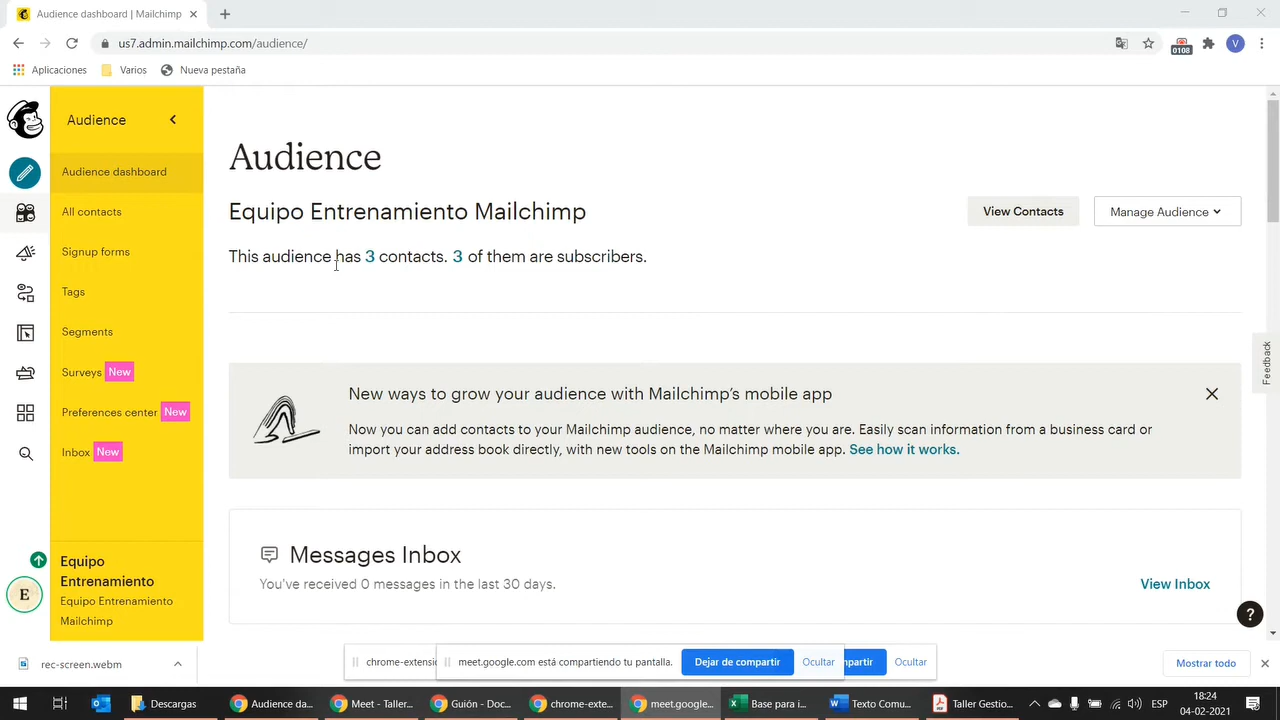 Audience dashboard | Mailchimp
us7.admin.mailchimp.com/audience/
0108
V
Aplicaciones
Varios
Nueva pestaña
Audience
Audience dashboard
All contacts
Signup forms
Tags
Segments
Surveys New
Preferences center New
Inbox New
Equipo
Entrenamiento
Equipo Entrenamiento
Mailchimp
E
Audience
Equipo Entrenamiento Mailchimp
View Contacts
Manage Audience
This audience has 3 contacts. 3 of them are subscribers.
Feedback
New ways to grow your audience with Mailchimp's mobile app
Now you can add contacts to your Mailchimp audience, no matter where you are. Easily scan information from a business card or
import your address book directly, with new tools on the Mailchimp mobile app. See how it works.
Messages Inbox
You've received 0 messages in the last 30 days.
View Inbox
?
rec-screen.webm
chrome-extensi
meet.google.com está compartiendo tu pantalla.
Dejar de compartir
Ocultar
mpartir
Ocultar
Mostrar todo
Descargas
Audience da...
Meet - Taller...
Guión - Doc...
chrome-exte...
meet.google...
Base para i...
Texto Comu...
Taller Gestio...
ESP
18:24
04-02-2021